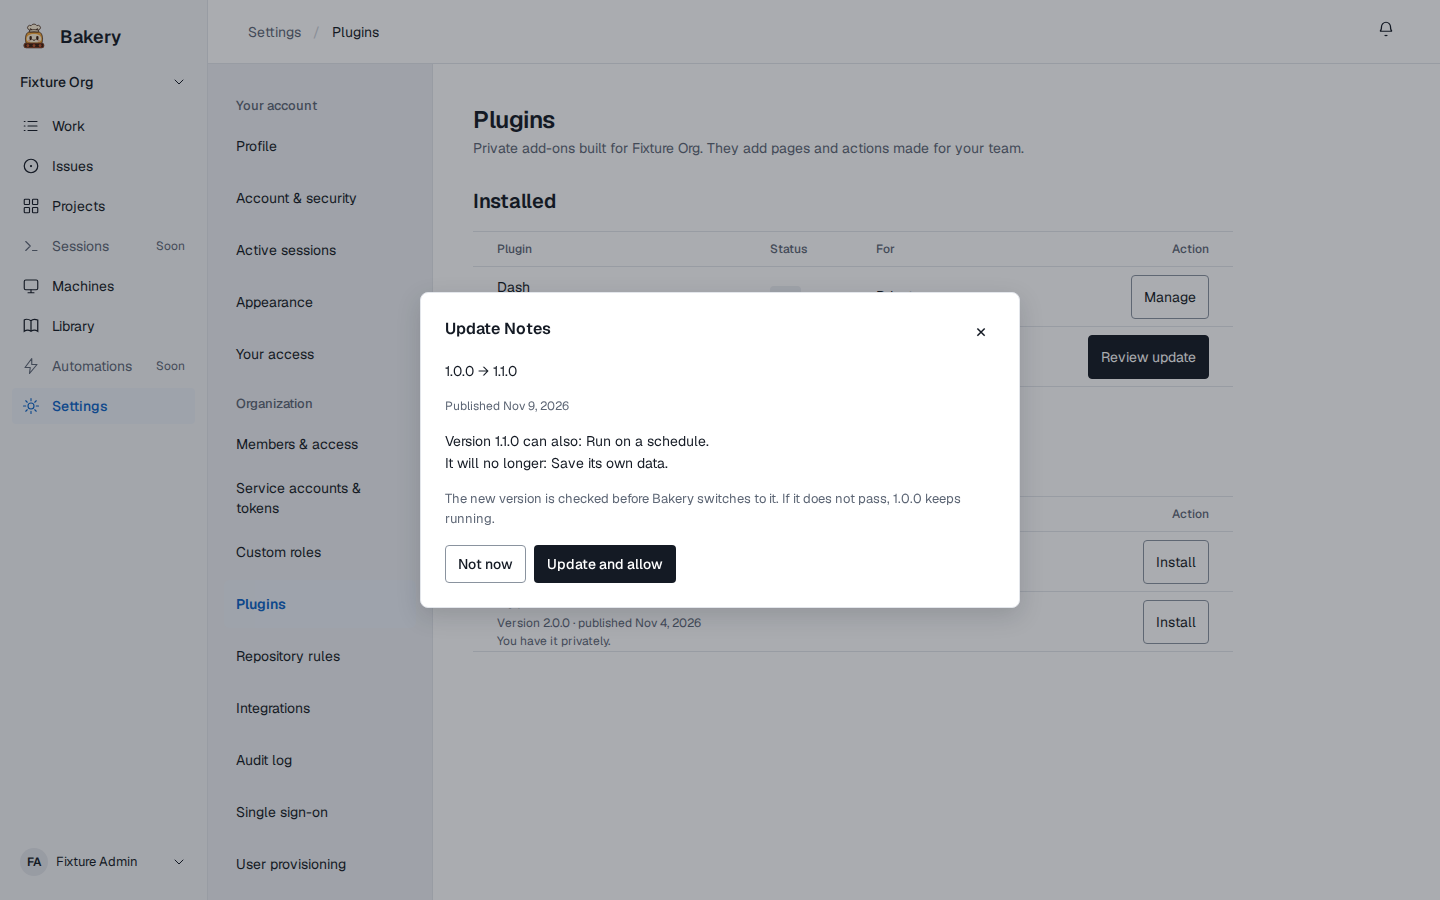 Bakery
Fixture Org
Work
Issues
Projects
Sessions Soon
Machines
Library
Automations Soon
Settings
FA Fixture Admin
Settings / Plugins
Your account
Profile
Account & security
Active sessions
Appearance
Your access
Organization
Members & access
Service accounts &
tokens
Custom roles
Plugins
Repository rules
Integrations
Audit log
Single sign-on
User provisioning
Plugins
Private add-ons built for Fixture Org. They add pages and actions made for your team.
Installed
Plugin Status For Action
Dash
Manage
Review update
Update Notes
1.0.0 → 1.1.0
Published Nov 9, 2026
Version 1.1.0 can also: Run on a schedule.
It will no longer: Save its own data.
The new version is checked before Bakery switches to it. If it does not pass, 1.0.0 keeps
running.
Not now Update and allow
Action
Install
Install
Version 2.0.0 · published Nov 4, 2026
You have it privately.